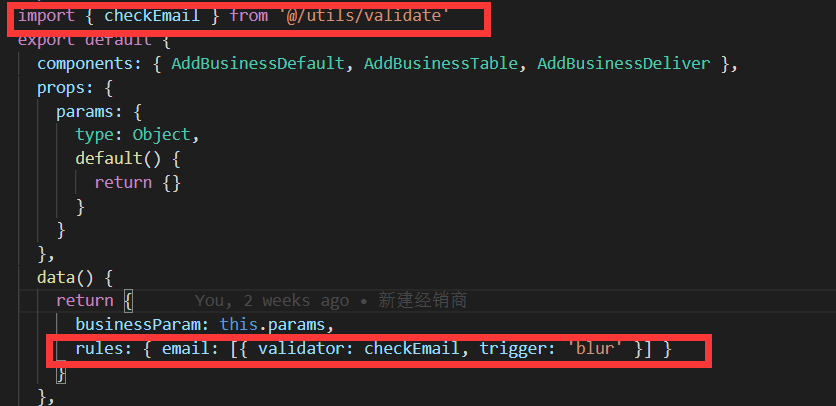 import { checkEmail } from '@/utils/validate'
export default {
components: { AddBusinessDefault, AddBusinessTable, AddBusinessDeliver },
props: {
params: {
type: Object,
default() {
return {}
}
}
},
data() {
return {    You, 2 weeks ago • 新建经销商
businessParam: this.params,
rules: { email: [{ validator: checkEmail, trigger: 'blur' }] }
}
},